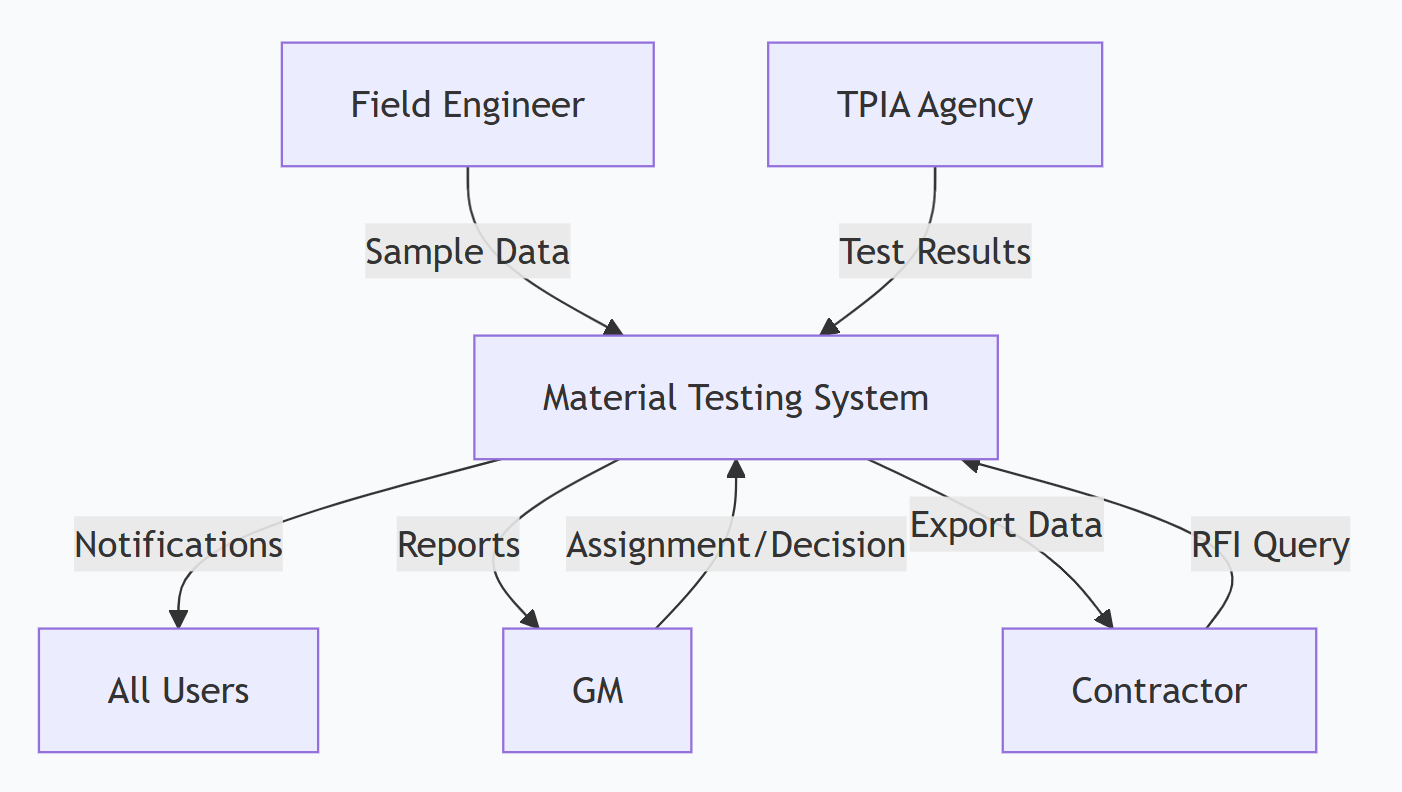 Field Engineer
TPIA Agency
Sample Data
Test Results
Material Testing System
Notifications
Reports
Assignment/Decision
Export Data
RFI Query
All Users
GM
Contractor